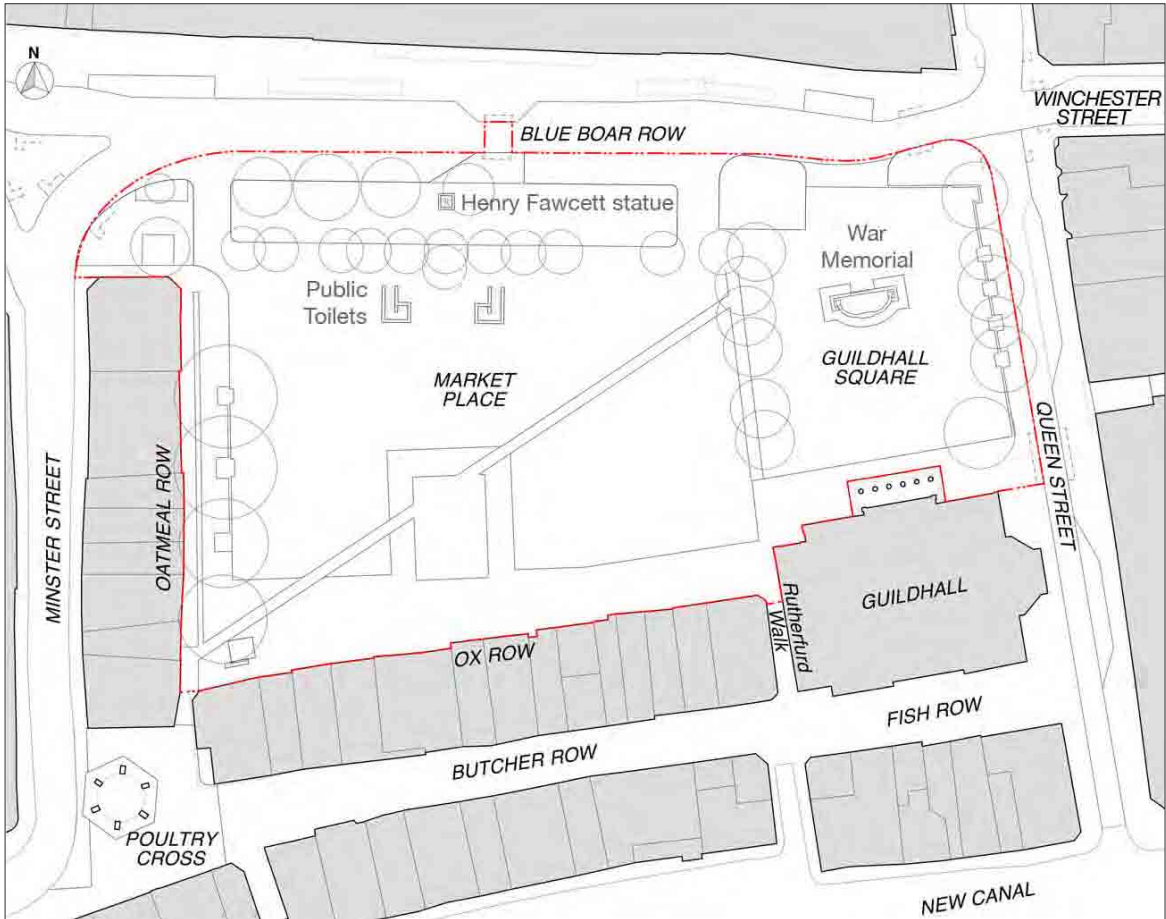 N
WINCHESTER
STREET
BLUE BOAR ROW
Henry Fawcett statue
War
Memorial
Public
Toilets
MARKET
PLACE
GUILDHALL
SQUARE
MINSTER STREET
OATMEAL ROW
QUEEN STREET
GUILDHALL
Rutherfurd
Walk
OX ROW
FISH ROW
BUTCHER ROW
POULTRY
CROSS
NEW CANAL